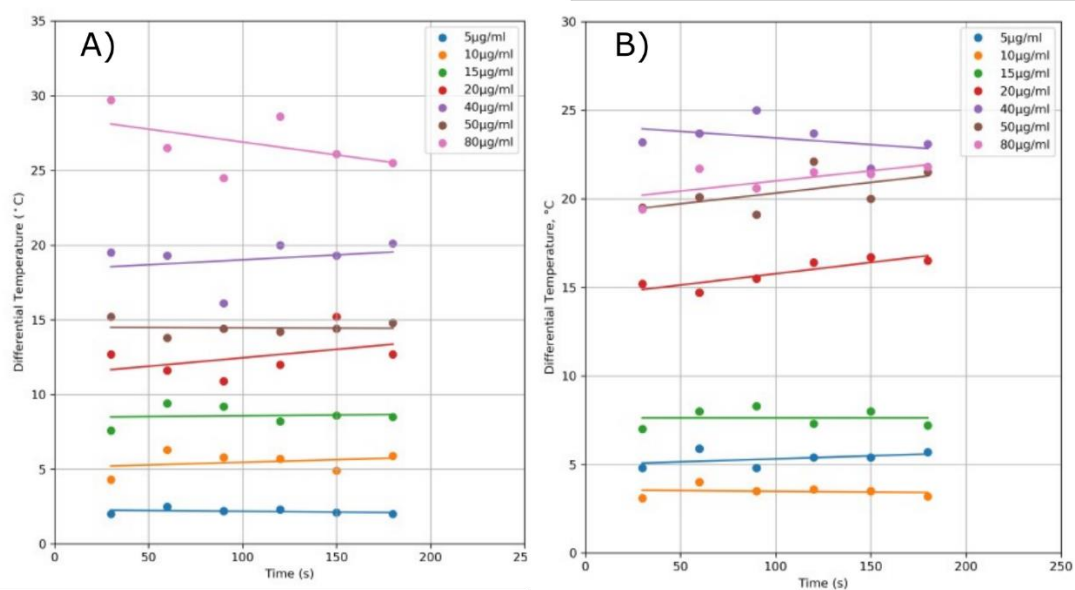 A)
35
30
25
20
15
10
5
0
Differential Temperature (°C)
5μg/ml
10μg/ml
15μg/ml
20μg/ml
40μg/ml
50μg/ml
80μg/ml
0 50 100 150 200 25
Time (s)
B)
30
25
20
15
10
5
0
Differential Temperature, °C
5μg/ml
10μg/ml
15μg/ml
20μg/ml
40μg/ml
50μg/ml
80μg/ml
0 50 100 150 200 250
Time (s)